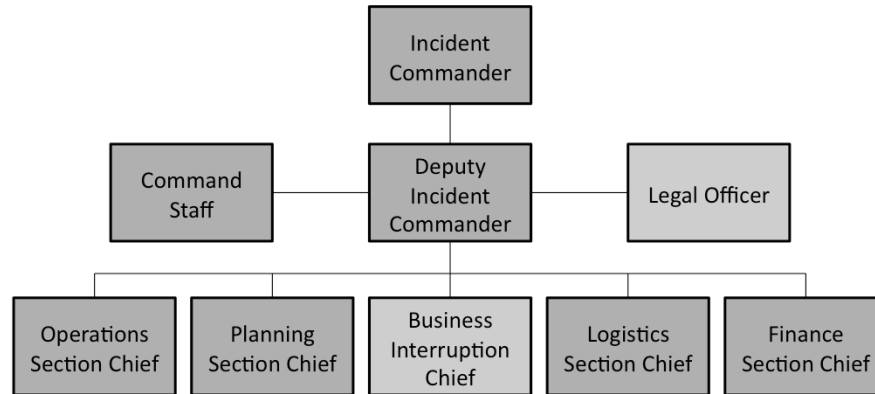 Incident
Commander
Command
Staff
Deputy
Incident
Commander
Legal Officer
Operations
Section Chief
Planning
Section Chief
Business
Interruption
Chief
Logistics
Section Chief
Finance
Section Chief